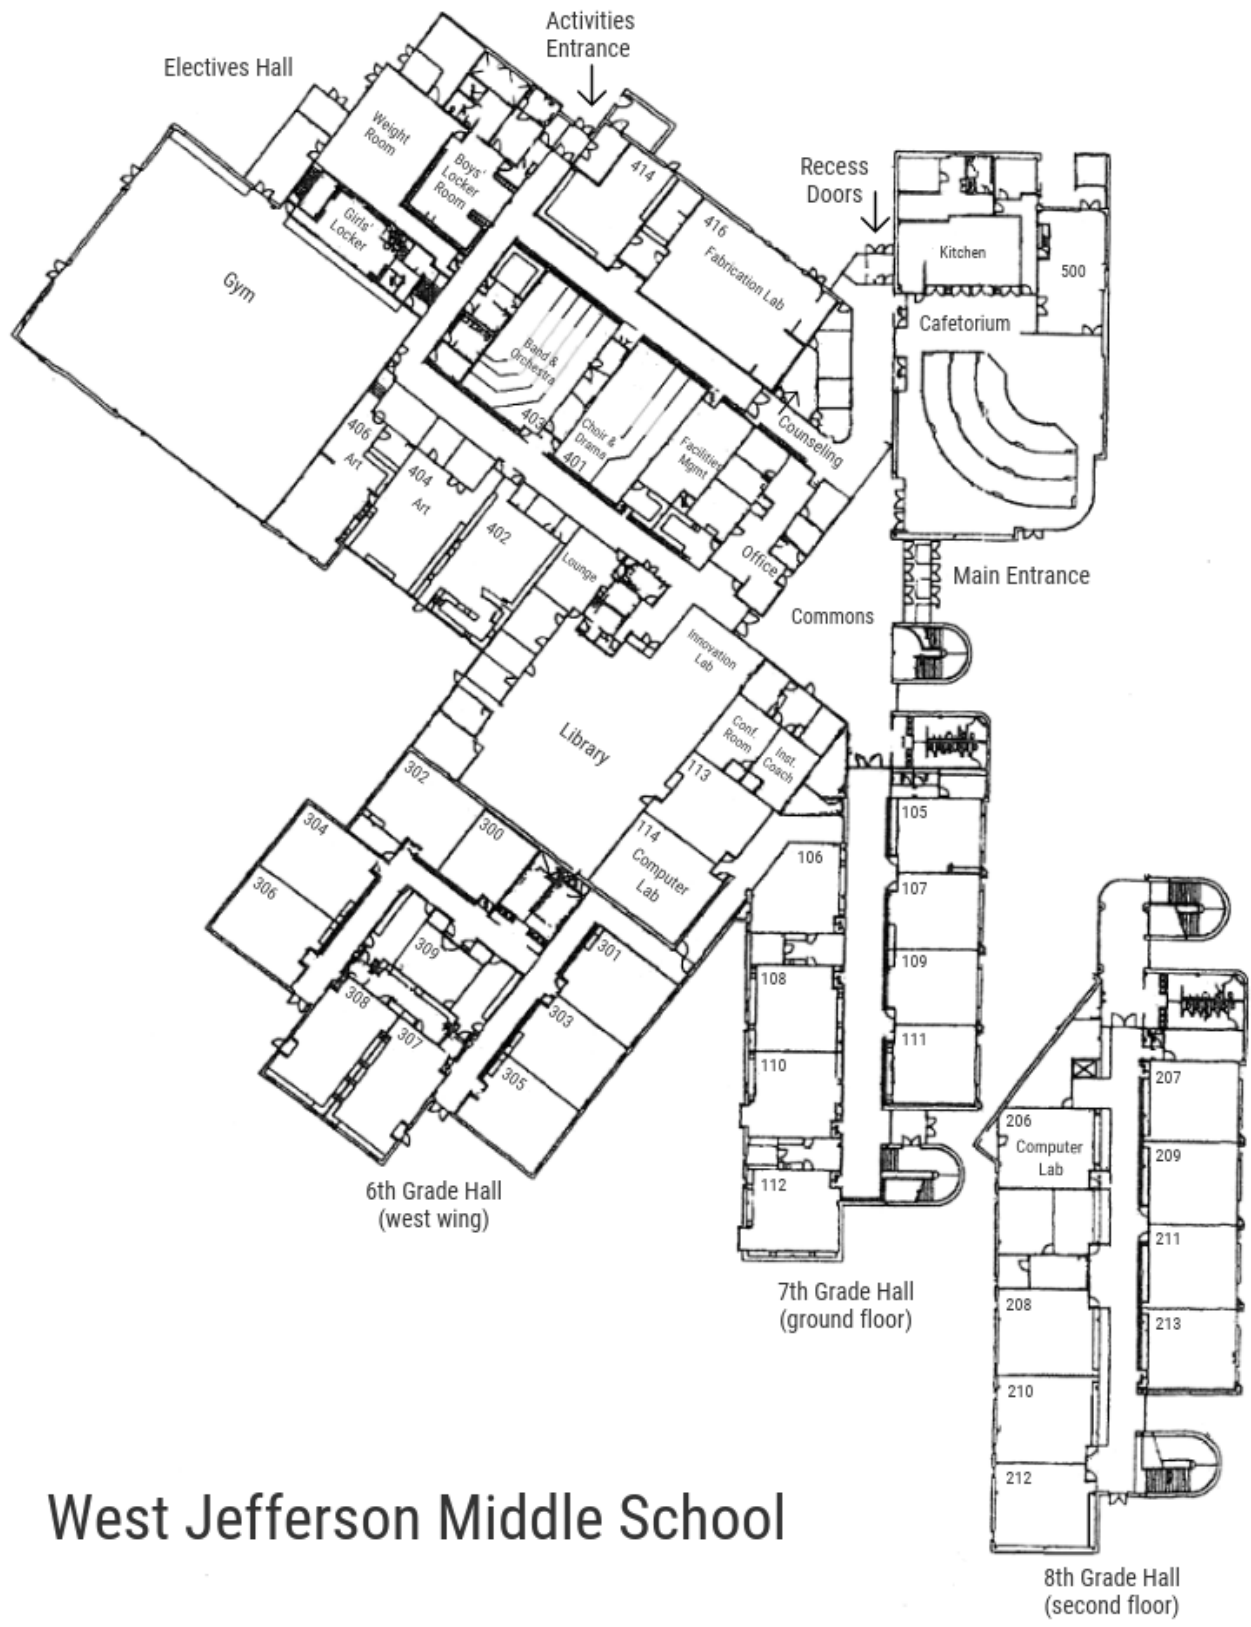 Activities
Entrance
Electives Hall
Weight
Room
Boys'
Locker
Room
Girls'
Locker
Gym
414
416
Fabrication Lab
Recess
Doors
Kitchen
500
Cafetorium
Band &
Orchestra
403
Choir &
Drama
401
Facilities
Mgmt
Counseling
Office
406
Art
404
Art
402
Lounge
Main Entrance
Commons
Innovation
Lab
Library
Conf.
Room
Inst.
Coach
113
114
Computer
Lab
302
300
304
306
309
308
307
301
303
305
6th Grade Hall
(west wing)
105
106
107
108
109
110
111
112
7th Grade Hall
(ground floor)
206
Computer
Lab
207
209
211
208
213
210
212
8th Grade Hall
(second floor)
West Jefferson Middle School